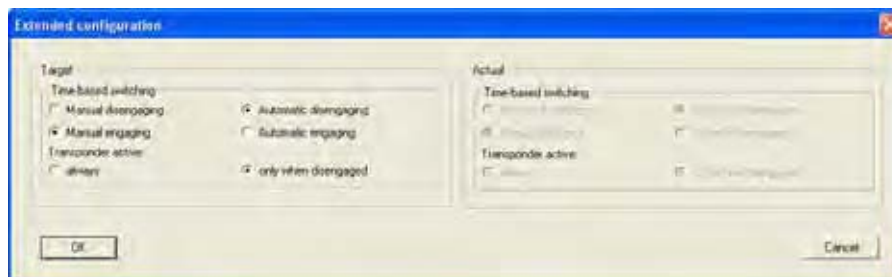 Extended configuration
Target
Time-based switching
Manual disengaging
Automatic disengaging
Manual engaging
Automatic engaging
Transponder active:
always
only when disengaged
OK
Actual
Time-based switching
Transponder active:
Cancel